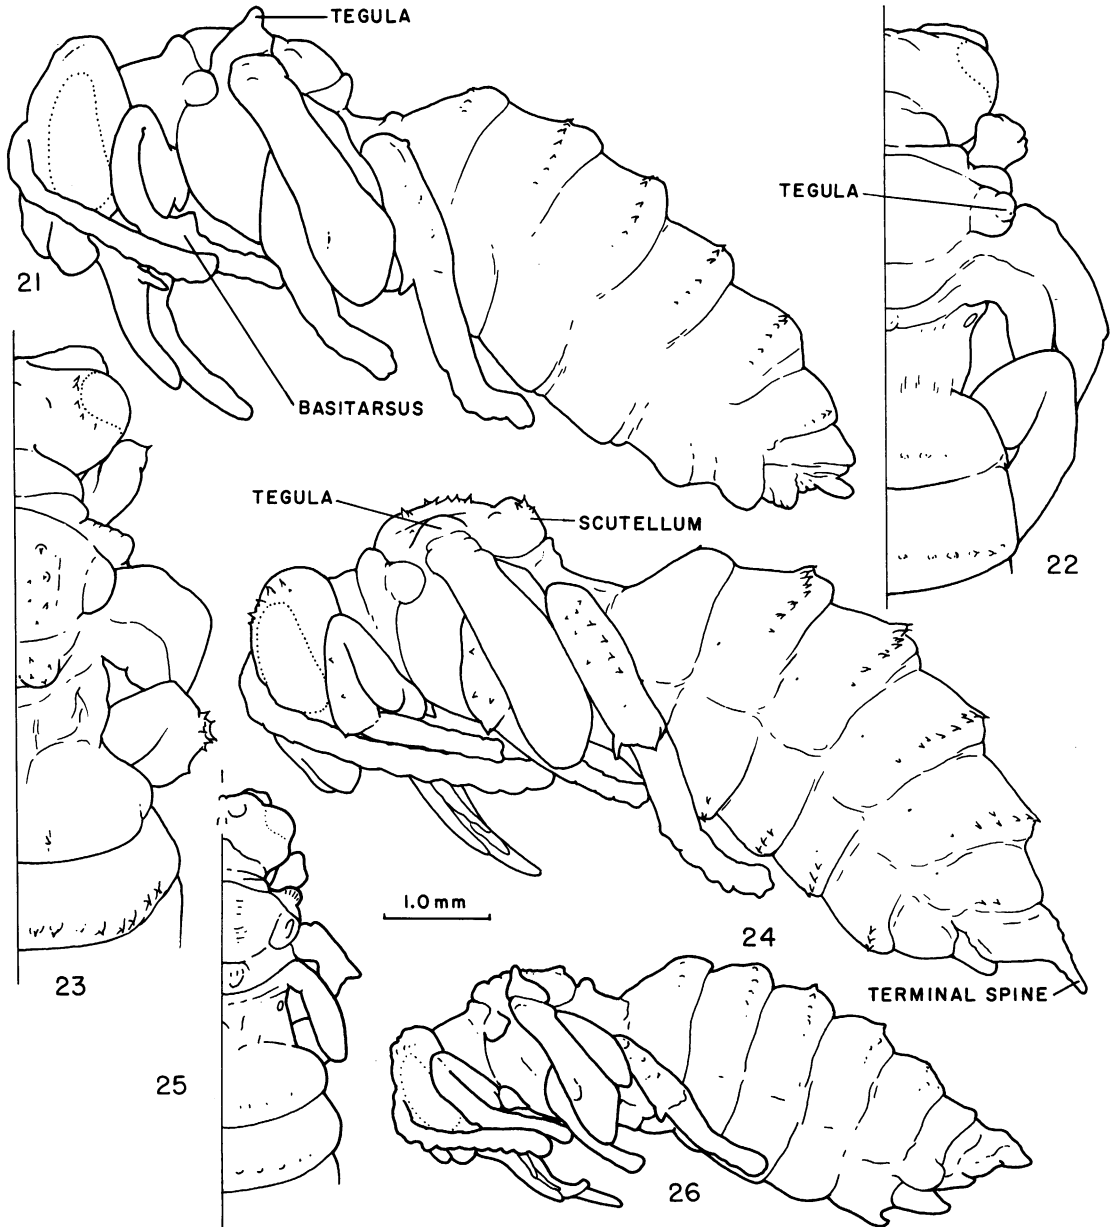 TEGULA
TEGULA
21
BASITARSUS
TEGULA
SCUTELLUM
22
1.0 mm
24
23
TERMINAL SPINE
25
26